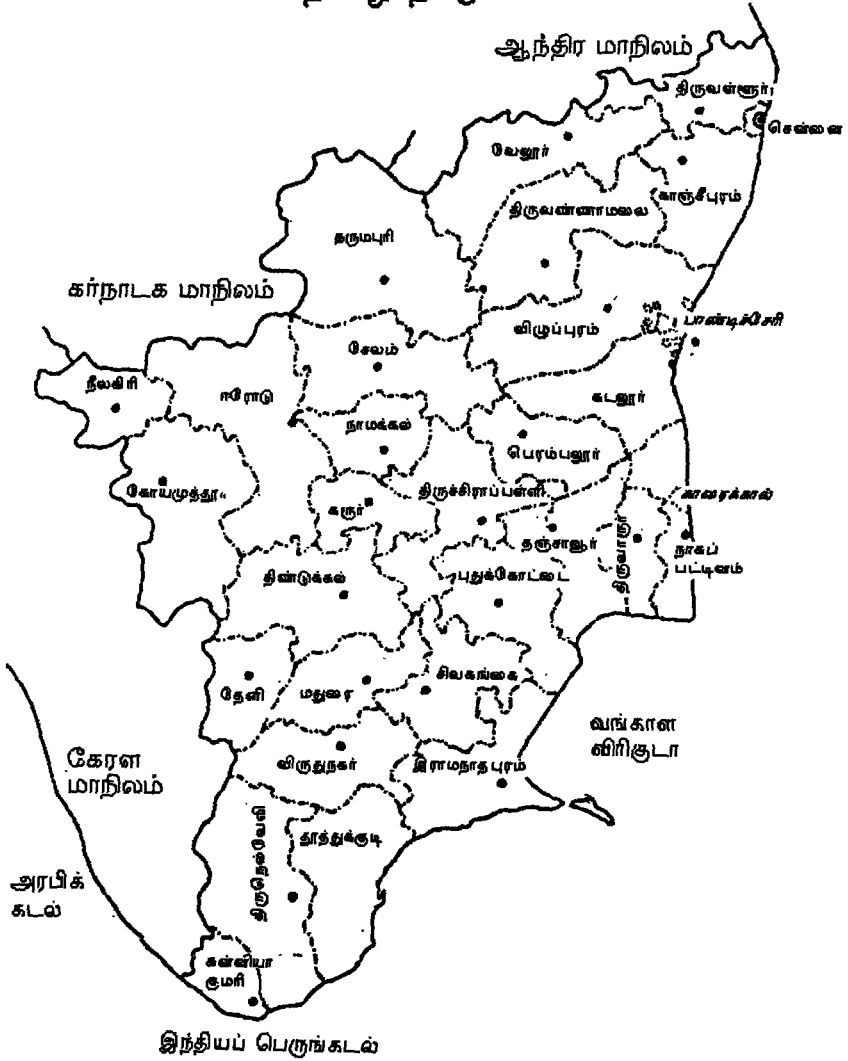 ஆந்திர மாநிலம்
திருவள்ளூர்
சென்னை
வேலூர்
காஞ்சீபுரம்
திருவண்ணாமலை
தருமபுரி
கர்நாடக மாநிலம்
பாண்டிச்சேரி
விழுப்புரம்
சேலம்
நீலகிரி
ஈரோடு
கடலூர்
நாமக்கல்
பெரம்பலூர்
கோயமுத்தூ
திருச்சிராப்பள்ளி
காரைக்கால்
கரூர்
தஞ்சாவூர்
திருவாரூர்
நாகப்
பட்டினம்
திண்டுக்கல்
புதுக்கோட்டை
தேனி
மதுரை
சிவகங்கை
வங்காள
விரிகுடா
கேரள
மாநிலம்
விருதுநகர்
இராமநாதபுரம்
திருநெல்வேலி
தூத்துக்குடி
அரபிக்
கடல்
கன்னியா
குமரி
இந்தியப் பெருங்கடல்